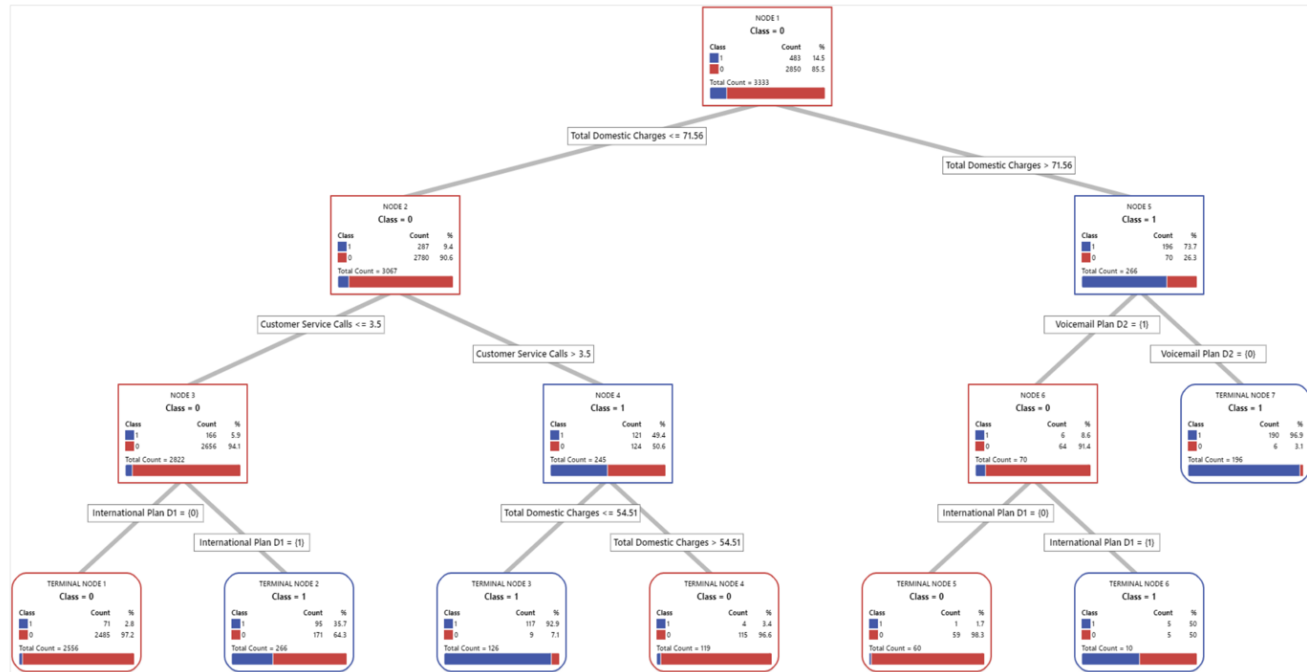 NODE 1
Class = 0
Class Count %
1 483 14.5
0 2850 85.5
Total Count = 3333
Total Domestic Charges <= 71.56
Total Domestic Charges > 71.56
NODE 2
Class = 0
Class Count %
1 287 9.4
0 2780 90.6
Total Count = 3067
NODE 5
Class = 1
Class Count %
1 196 73.7
0 70 26.3
Total Count = 266
Customer Service Calls <= 3.5
Customer Service Calls > 3.5
Voicemail Plan D2 = {1}
Voicemail Plan D2 = {0}
NODE 3
Class = 0
Class Count %
1 166 5.9
0 2656 94.1
Total Count = 2822
NODE 4
Class = 1
Class Count %
1 121 49.4
0 124 50.6
Total Count = 245
NODE 6
Class = 0
Class Count %
1 6 8.6
0 64 91.4
Total Count = 70
TERMINAL NODE 7
Class = 1
Class Count %
1 190 96.9
0 6 3.1
Total Count = 196
International Plan D1 = {0}
International Plan D1 = {1}
Total Domestic Charges <= 54.51
Total Domestic Charges > 54.51
International Plan D1 = {0}
International Plan D1 = {1}
TERMINAL NODE 1
Class = 0
Class Count %
1 71 2.8
0 2485 97.2
Total Count = 2556
TERMINAL NODE 2
Class = 1
Class Count %
1 95 35.7
0 171 64.3
Total Count = 266
TERMINAL NODE 3
Class = 1
Class Count %
1 117 92.9
0 9 7.1
Total Count = 126
TERMINAL NODE 4
Class = 0
Class Count %
1 4 3.4
0 115 96.6
Total Count = 119
TERMINAL NODE 5
Class = 0
Class Count %
1 1 1.7
0 59 98.3
Total Count = 60
TERMINAL NODE 6
Class = 1
Class Count %
1 5 50
0 5 50
Total Count = 10